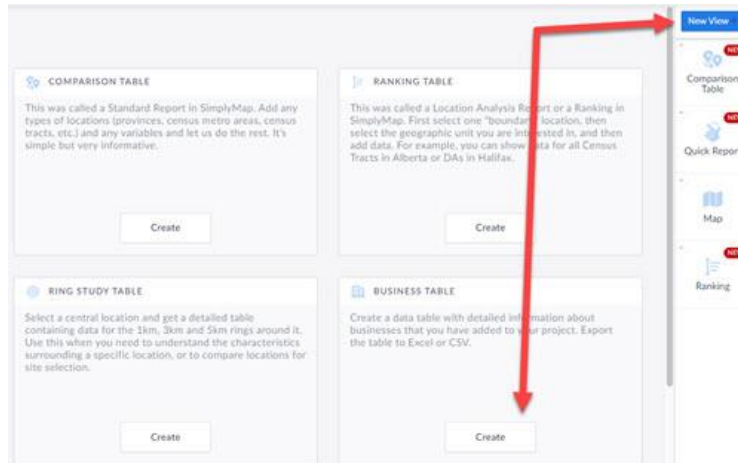 New View
COMPARISON TABLE
This was called a Standard Report in SimplyMap. Add any
types of locations (provinces, census metro areas, census
tracts, etc.) and any variables and let us do the rest. It's
simple but very informative.
Create
RANKING TABLE
This was called a Location Analysis Report or a Ranking in
SimplyMap. First select one "boundary" location, then
select the geographic unit you are interested in, and then
add data. For example, you can show data for all Census
Tracts in Alberta or DAs in Halifax.
Create
RING STUDY TABLE
Select a central location and get a detailed table
containing data for the 1km, 3km and 5km rings around it.
Use this when you need to understand the characteristics
surrounding a specific location, or to compare locations for
site selection.
Create
BUSINESS TABLE
Create a data table with detailed information about
businesses that you have added to your project. Export
the table to Excel or CSV.
Create
NE
Comparison
Table
NE
Quick Repor
Map
NE
Ranking